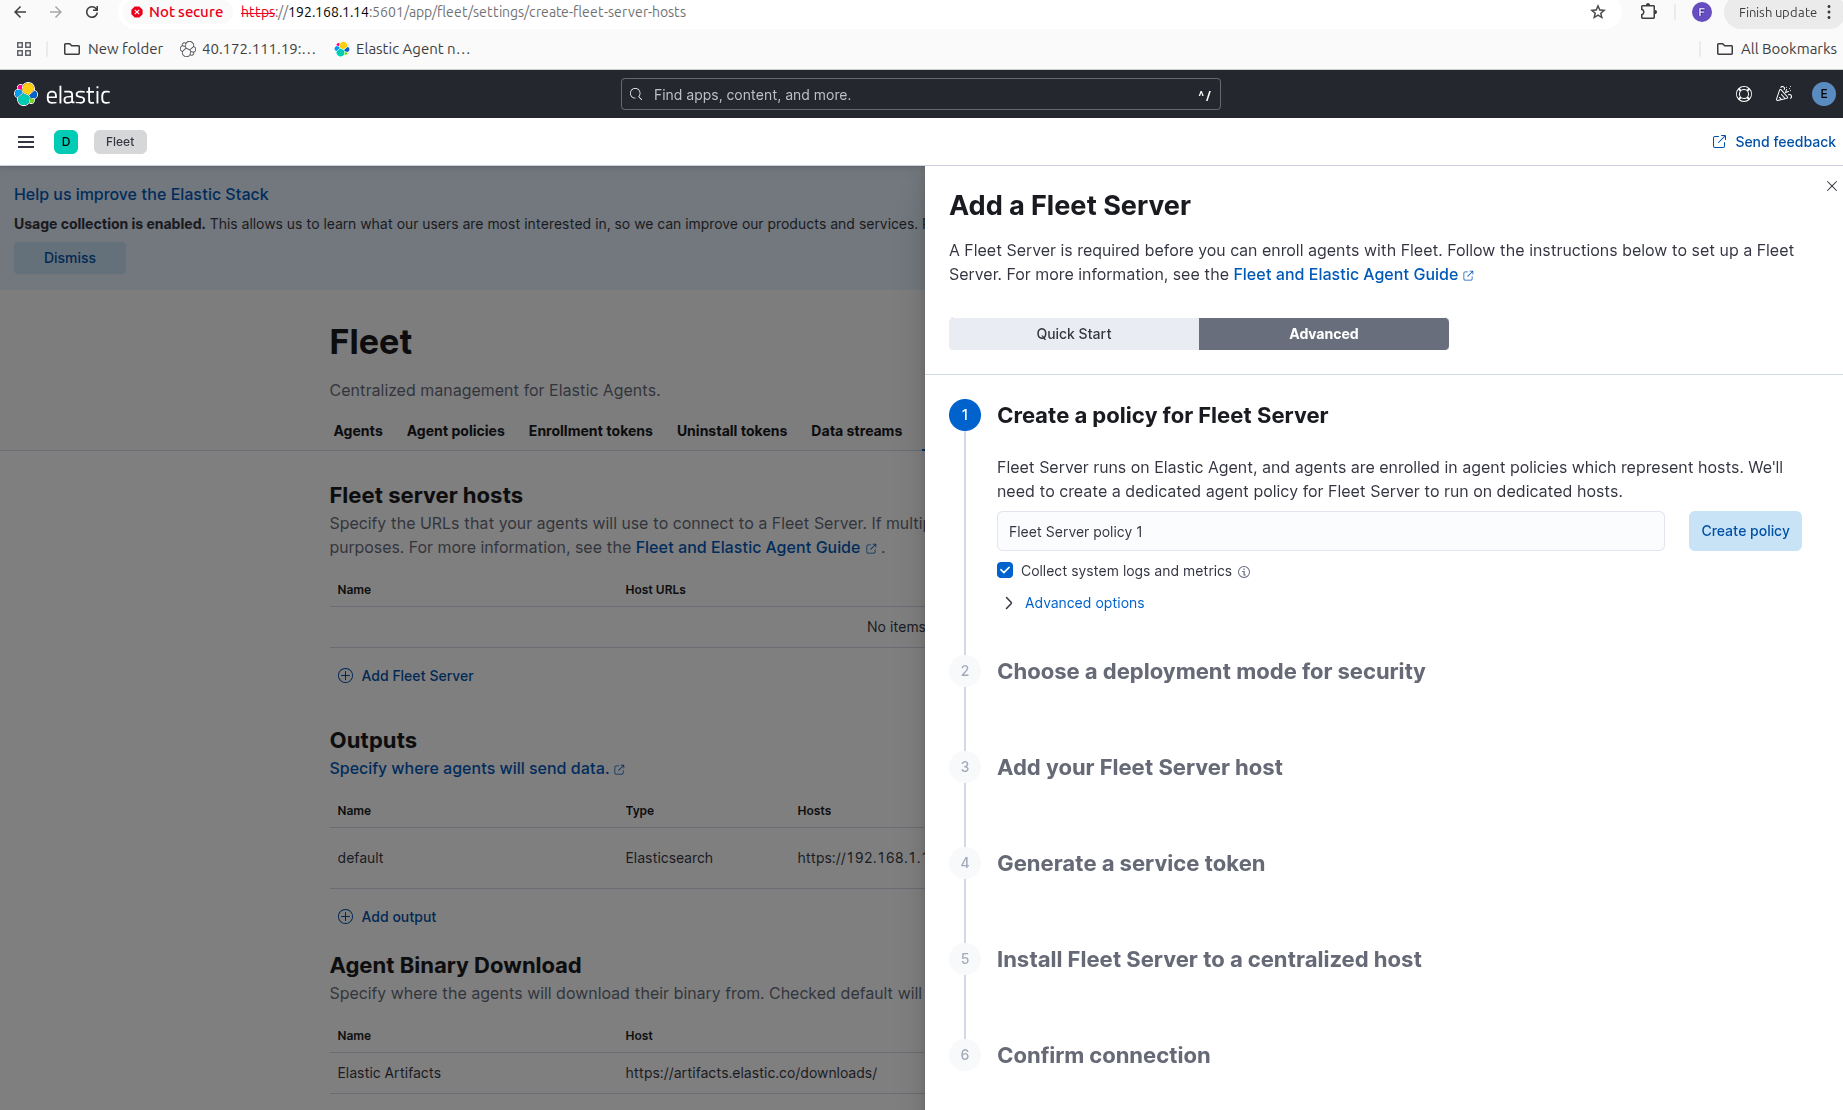 Not secure https://192.168.1.14:5601/app/fleet/settings/create-fleet-server-hosts F Finish update
New folder 40.172.111.19:... Elastic Agent n... All Bookmarks
elastic Find apps, content, and more. ^/ E
D Fleet Send feedback
Help us improve the Elastic Stack
Usage collection is enabled. This allows us to learn what our users are most interested in, so we can improve our products and services.
Dismiss
Fleet
Centralized management for Elastic Agents.
Agents Agent policies Enrollment tokens Uninstall tokens Data streams
Fleet server hosts
Specify the URLs that your agents will use to connect to a Fleet Server. If multip
purposes. For more information, see the Fleet and Elastic Agent Guide .
Name Host URLs
No items
Add Fleet Server
Outputs
Specify where agents will send data.
Name Type Hosts
default Elasticsearch https://192.168.1.1
Add output
Agent Binary Download
Specify where the agents will download their binary from. Checked default will
Name Host
Elastic Artifacts https://artifacts.elastic.co/downloads/
Add a Fleet Server
A Fleet Server is required before you can enroll agents with Fleet. Follow the instructions below to set up a Fleet
Server. For more information, see the Fleet and Elastic Agent Guide
Quick Start Advanced
1 Create a policy for Fleet Server
Fleet Server runs on Elastic Agent, and agents are enrolled in agent policies which represent hosts. We'll
need to create a dedicated agent policy for Fleet Server to run on dedicated hosts.
Fleet Server policy 1 Create policy
Collect system logs and metrics
Advanced options
2 Choose a deployment mode for security
3 Add your Fleet Server host
4 Generate a service token
5 Install Fleet Server to a centralized host
6 Confirm connection